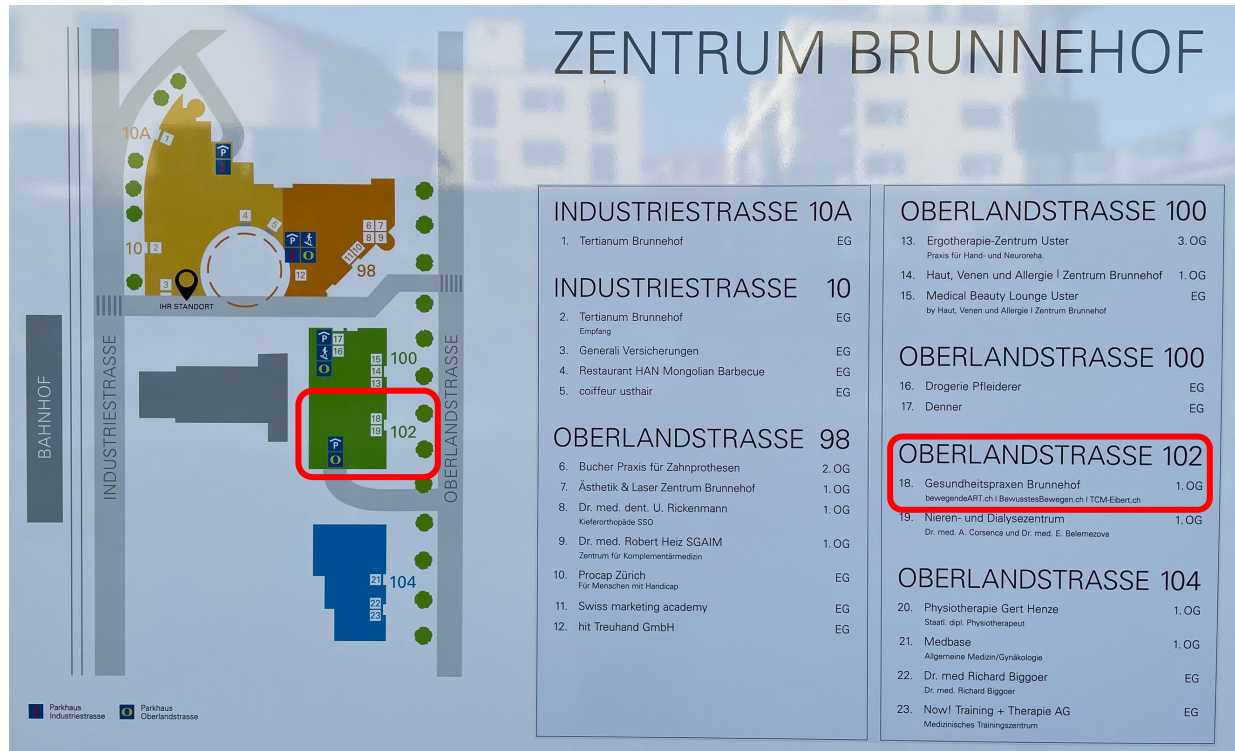 ZENTRUM BRUNNEHOF
10A
1
P
I
4
5
10
2
P
I O
6 7
8 9
11 10
98
12
3
IHR STANDORT
BAHNHOF
INDUSTRIESTRASSE
OBERLANDSTRASSE
P
17
16
O
15
14
13
100
18
19
102
P
O
21
104
22
23
Parkhaus
Industriestrasse
O
Parkhaus
Oberlandstrasse
INDUSTRIESTRASSE 10A
1. Tertianum Brunnehof EG
INDUSTRIESTRASSE 10
2. Tertianum Brunnehof EG
Empfang
3. Generali Versicherungen EG
4. Restaurant HAN Mongolian Barbecue EG
5. coiffeur usthair EG
OBERLANDSTRASSE 98
6. Bucher Praxis für Zahnprothesen 2. OG
7. Ästhetik & Laser Zentrum Brunnehof 1. OG
8. Dr. med. dent. U. Rickenmann 1. OG
Kieferorthopäde SSO
9. Dr. med. Robert Heiz SGAIM 1. OG
Zentrum für Komplementärmedizin
10. Procap Zürich EG
Für Menschen mit Handicap
11. Swiss marketing academy EG
12. hit Treuhand GmbH EG
OBERLANDSTRASSE 100
13. Ergotherapie-Zentrum Uster 3. OG
Praxis für Hand- und Neuroreha.
14. Haut, Venen und Allergie I Zentrum Brunnehof 1. OG
15. Medical Beauty Lounge Uster EG
by Haut, Venen und Allergie I Zentrum Brunnehof
OBERLANDSTRASSE 100
16. Drogerie Pfleiderer EG
17. Denner EG
OBERLANDSTRASSE 102
18. Gesundheitspraxen Brunnehof 1. OG
bewegendeART.ch I BewusstesBewegen.ch I TCM-Eibert.ch
19. Nieren- und Dialysezentrum 1. OG
Dr. med. A. Corsenca und Dr. med. E. Belemezova
OBERLANDSTRASSE 104
20. Physiotherapie Gert Henze 1. OG
Staatl. dipl. Physiotherapeut
21. Medbase 1. OG
Allgemeine Medizin/Gynäkologie
22. Dr. med Richard Biggoer EG
Dr. med. Richard Biggoer
23. Now! Training + Therapie AG EG
Medizinisches Trainingszentrum